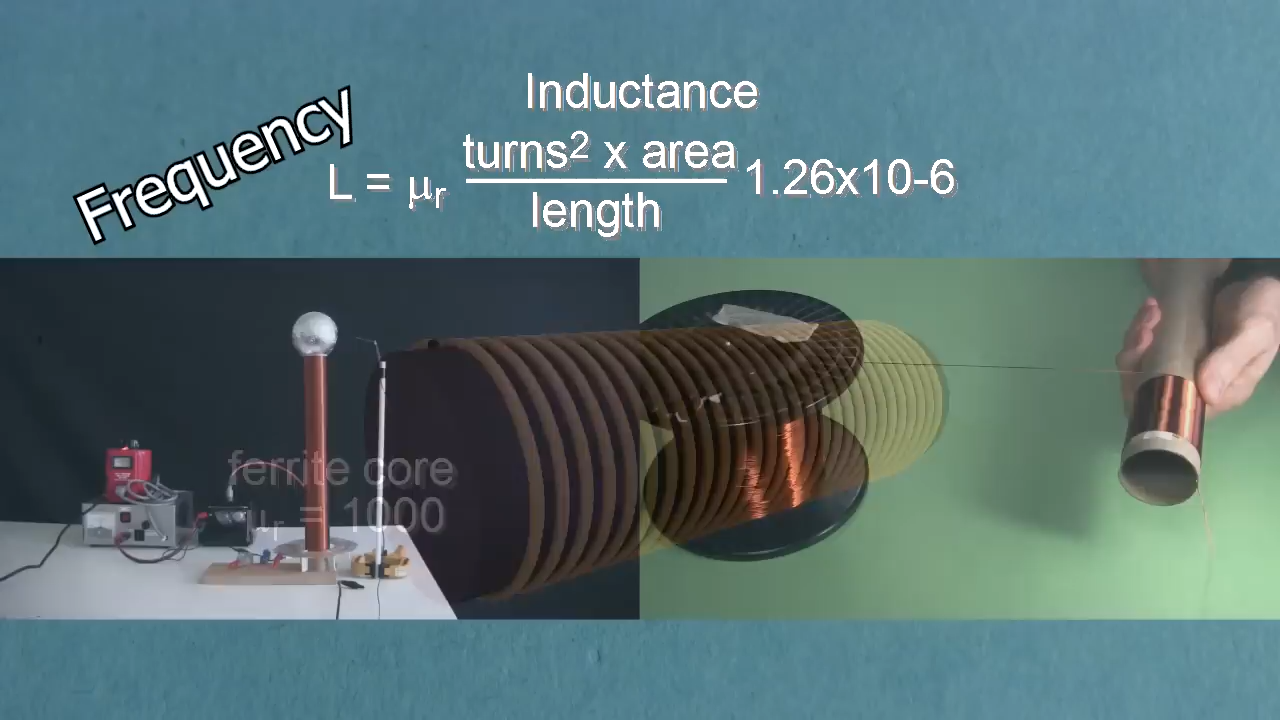 Inductance
Frequency
L = μr turns² x area 1.26x10-6
length
ferrite core
μr = 1000